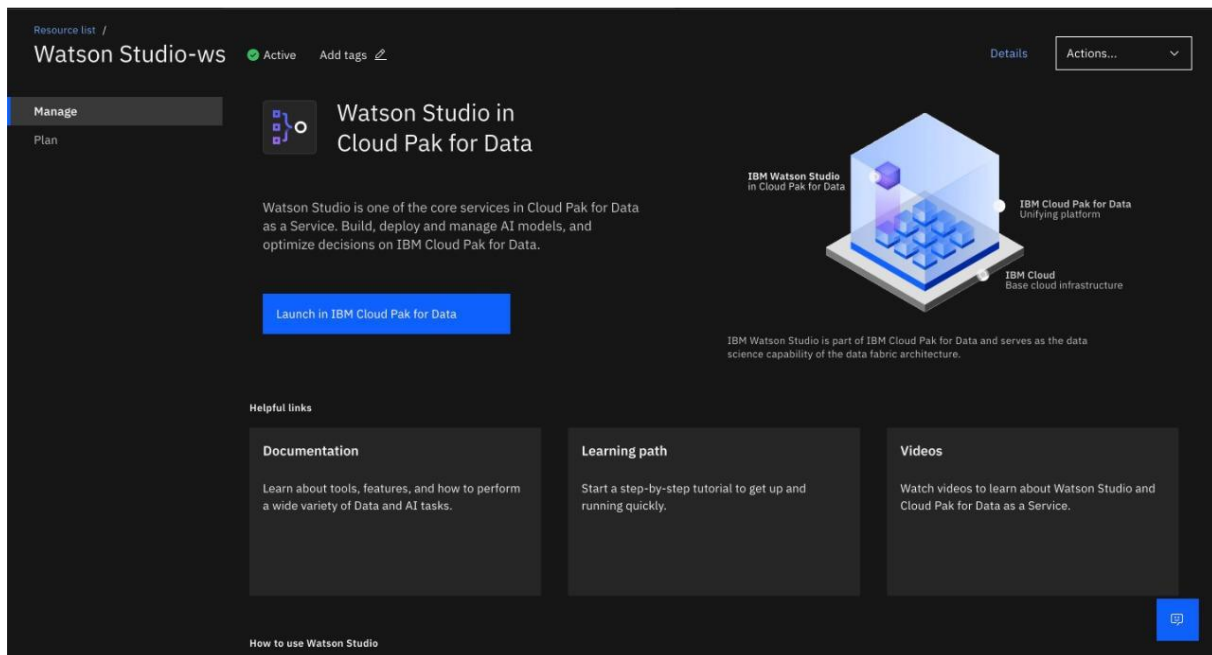 Resource list /
Watson Studio-ws
Active
Add tags
Details
Actions...
Manage
Plan
Watson Studio in
Cloud Pak for Data
Watson Studio is one of the core services in Cloud Pak for Data
as a Service. Build, deploy and manage AI models, and
optimize decisions on IBM Cloud Pak for Data.
Launch in IBM Cloud Pak for Data
IBM Watson Studio
in Cloud Pak for Data
IBM Cloud Pak for Data
Unifying platform
IBM Cloud
Base cloud infrastructure
IBM Watson Studio is part of IBM Cloud Pak for Data and serves as the data
science capability of the data fabric architecture.
Helpful links
Documentation
Learn about tools, features, and how to perform
a wide variety of Data and AI tasks.
Learning path
Start a step-by-step tutorial to get up and
running quickly.
Videos
Watch videos to learn about Watson Studio and
Cloud Pak for Data as a Service.
How to use Watson Studio